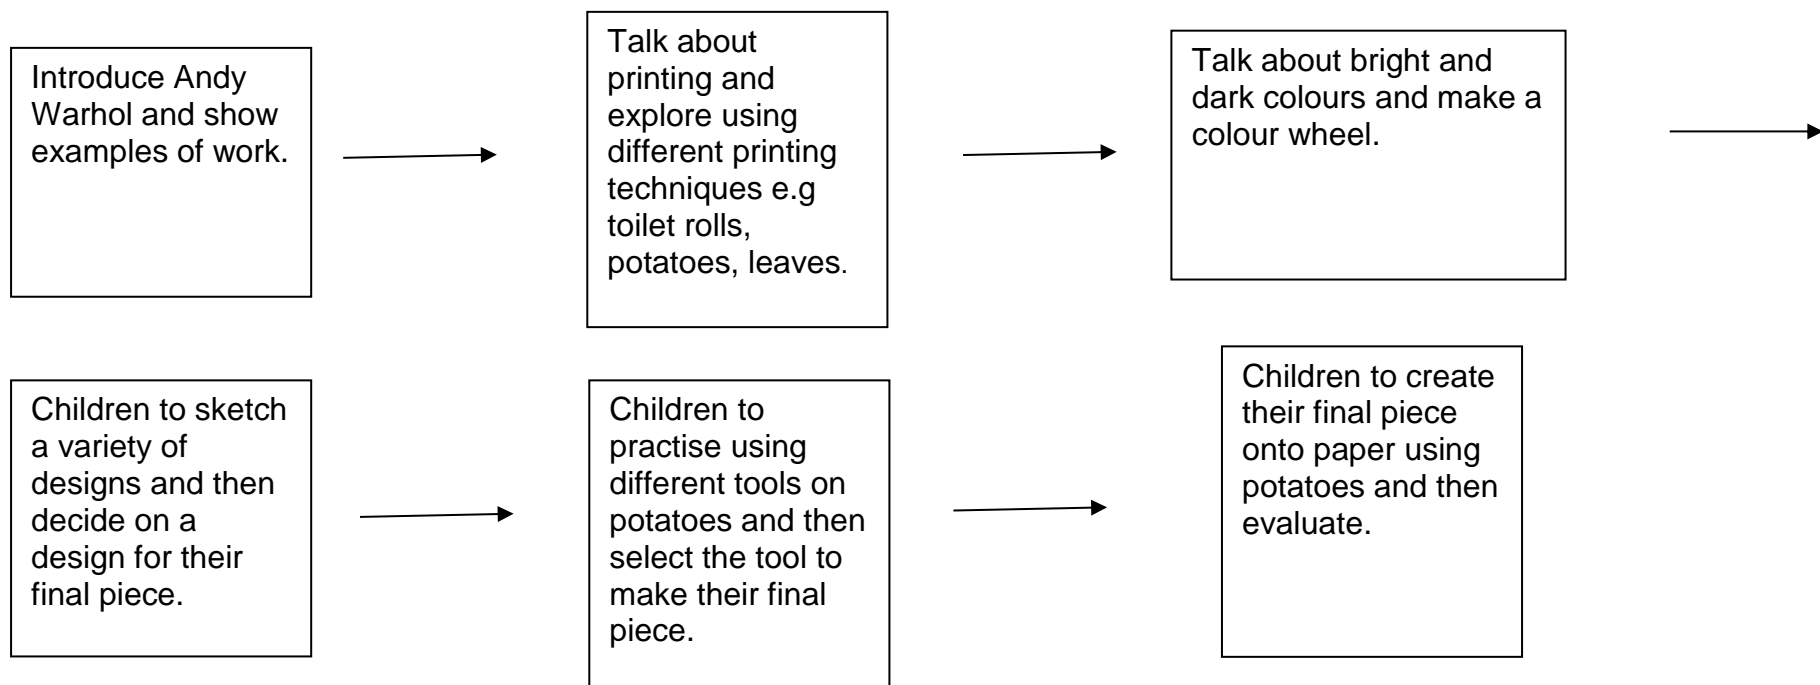 Introduce Andy
Warhol and show
examples of work.
Talk about
printing and
explore using
different printing
techniques e.g
toilet rolls,
potatoes, leaves.
Talk about bright and
dark colours and make a
colour wheel.
Children to sketch
a variety of
designs and then
decide on a
design for their
final piece.
Children to
practise using
different tools on
potatoes and then
select the tool to
make their final
piece.
Children to create
their final piece
onto paper using
potatoes and then
evaluate.